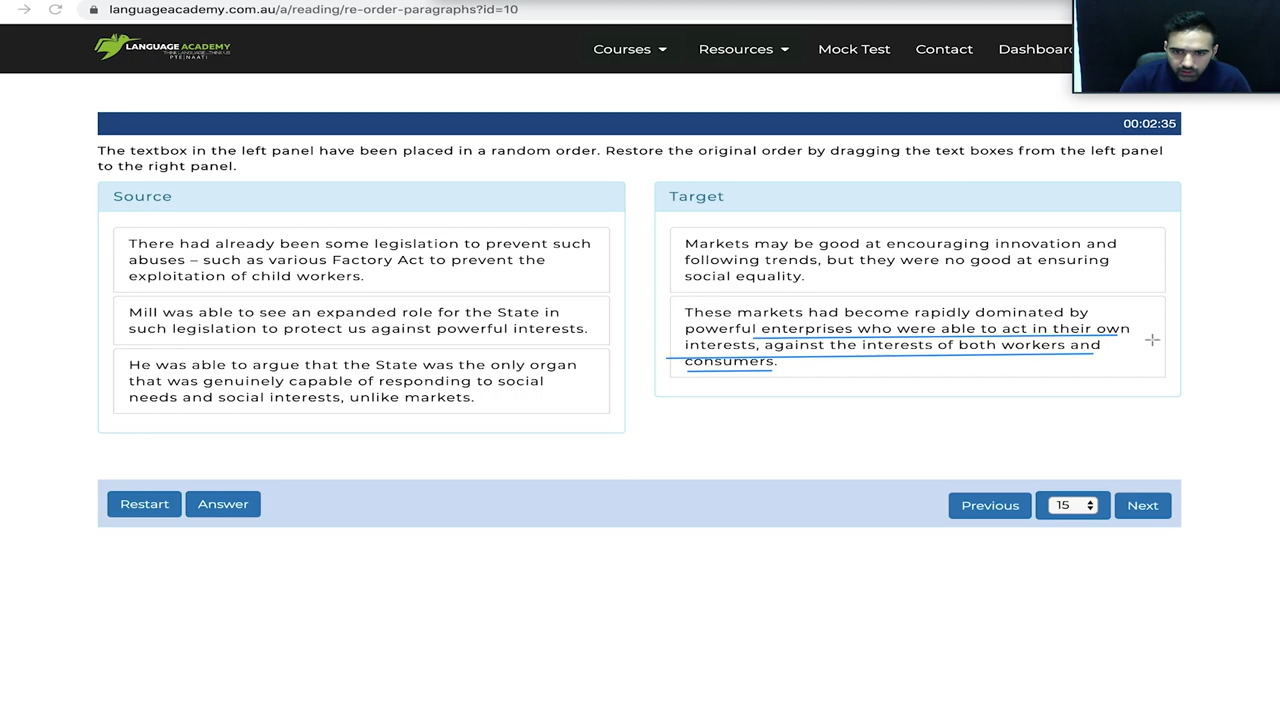 languageacademy.com.au/a/reading/re-order-paragraphs?id=10
LANGUAGE ACADEMY
THINK LANGUAGE - THINK US
PTE|NAATI
Courses
Resources
Mock Test
Contact
Dashboard
00:02:35
The textbox in the left panel have been placed in a random order. Restore the original order by dragging the text boxes from the left panel
to the right panel.
Source
There had already been some legislation to prevent such
abuses – such as various Factory Act to prevent the
exploitation of child workers.
Mill was able to see an expanded role for the State in
such legislation to protect us against powerful interests.
He was able to argue that the State was the only organ
that was genuinely capable of responding to social
needs and social interests, unlike markets.
Target
Markets may be good at encouraging innovation and
following trends, but they were no good at ensuring
social equality.
These markets had become rapidly dominated by
powerful enterprises who were able to act in their own
interests, against the interests of both workers and
consumers.
Restart
Answer
Previous
15
Next